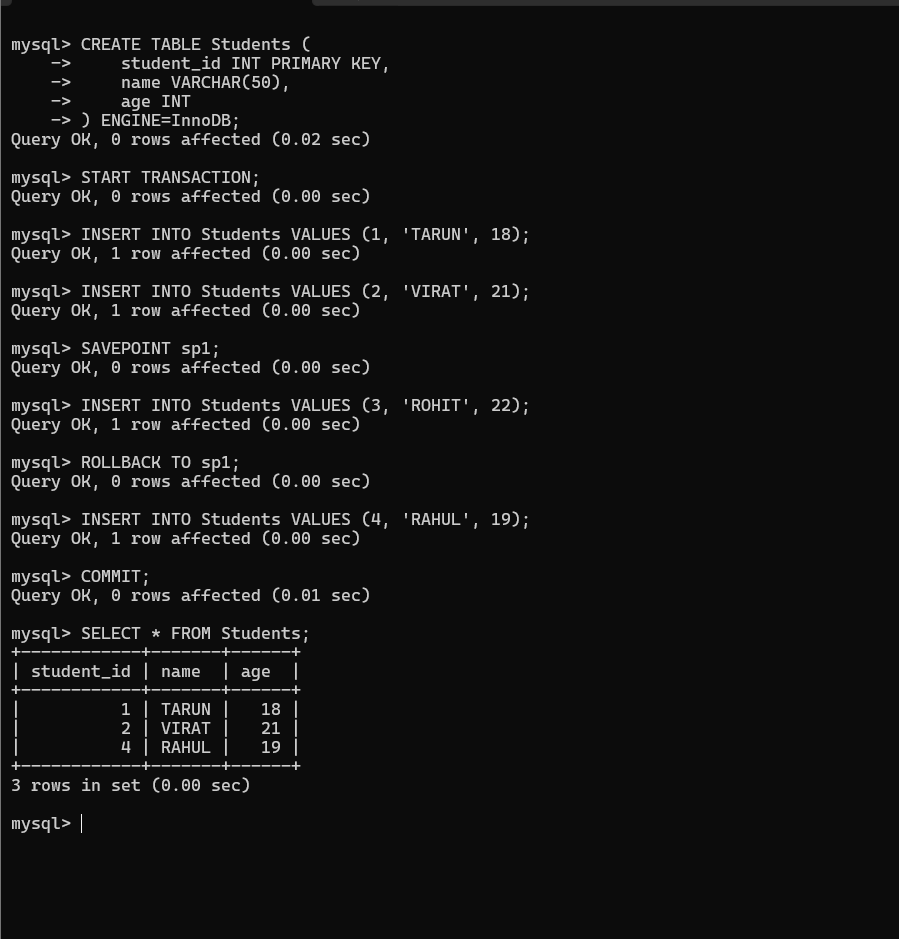 mysql> CREATE TABLE Students (
    ->     student_id INT PRIMARY KEY,
    ->     name VARCHAR(50),
    ->     age INT
    -> ) ENGINE=InnoDB;
Query OK, 0 rows affected (0.02 sec)

mysql> START TRANSACTION;
Query OK, 0 rows affected (0.00 sec)

mysql> INSERT INTO Students VALUES (1, 'TARUN', 18);
Query OK, 1 row affected (0.00 sec)

mysql> INSERT INTO Students VALUES (2, 'VIRAT', 21);
Query OK, 1 row affected (0.00 sec)

mysql> SAVEPOINT sp1;
Query OK, 0 rows affected (0.00 sec)

mysql> INSERT INTO Students VALUES (3, 'ROHIT', 22);
Query OK, 1 row affected (0.00 sec)

mysql> ROLLBACK TO sp1;
Query OK, 0 rows affected (0.00 sec)

mysql> INSERT INTO Students VALUES (4, 'RAHUL', 19);
Query OK, 1 row affected (0.00 sec)

mysql> COMMIT;
Query OK, 0 rows affected (0.01 sec)

mysql> SELECT * FROM Students;
+------------+-------+------+
| student_id | name  | age  |
+------------+-------+------+
|          1 | TARUN |   18 |
|          2 | VIRAT |   21 |
|          4 | RAHUL |   19 |
+------------+-------+------+
3 rows in set (0.00 sec)

mysql>